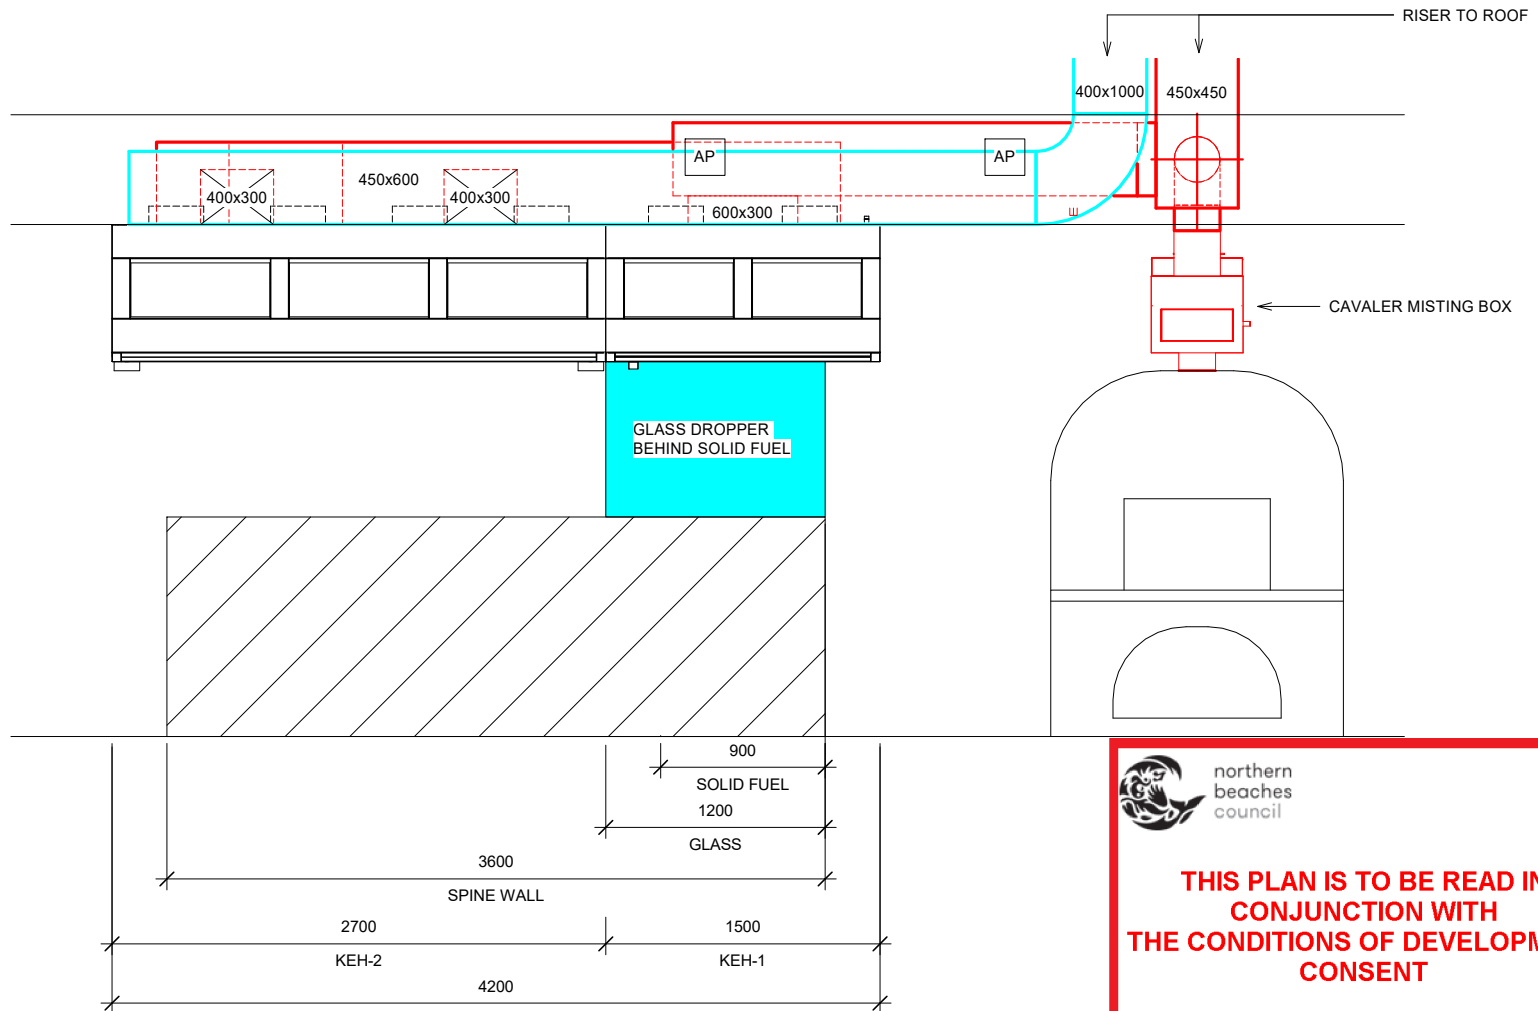 RISER TO ROOF
400x1000
450x450
AP
AP
450x600
400x300
400x300
600x300
E
CAVALER MISTING BOX
GLASS DROPPER
BEHIND SOLID FUEL
900
SOLID FUEL
1200
GLASS
3600
SPINE WALL
2700
1500
KEH-2
KEH-1
4200
northern
beaches
council
THIS PLAN IS TO BE READ IN
CONJUNCTION WITH
THE CONDITIONS OF DEVELOPM
CONSENT